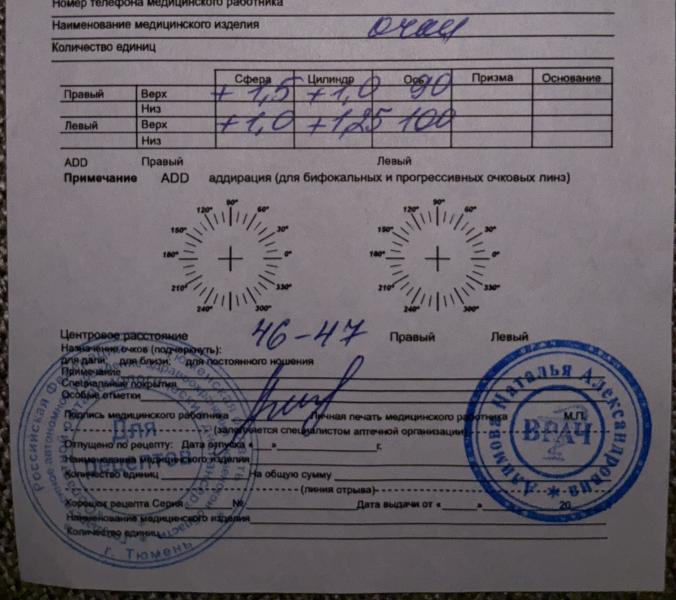 Номер телефона медицинского работника
Наименование медицинского изделия очки
Количество единиц
Сфера Цилиндр Ось Призма Основание
Правый Верх + 1,5 +1,0 90
Низ
Левый Верх +1,0 +1,25 100
Низ
ADD Правый Левый
Примечание ADD аддирация (для бифокальных и прогрессивных очковых линз)
120° 90° 60° 120° 90° 60°
150° 30° 150° 30°
180° 0° 180° 0°
210° 330° 210° 330°
240° 270° 300° 240° 270° 300°
Центровое расстояние 46-47 Правый Левый
Назначение очков (подчеркнуть):
для дали; для близи; для постоянного ношения
Примечание
Специальные покрытия
Особые отметки
Подпись медицинского работника Личная печать медицинского работника М.П.
(заполняется специалистом аптечной организации)
Отпущено по рецепту: Дата отпуска « » г.
Наименование медицинского изделия
Количество единиц На общую сумму
(линия отрыва)
Корешок рецепта Серия № Дата выдачи от « » 20
Наименование медицинского изделия
Количество единиц
Для
рецептов
г. Тюмень
Алимова Наталья Александровна
ВРАЧ